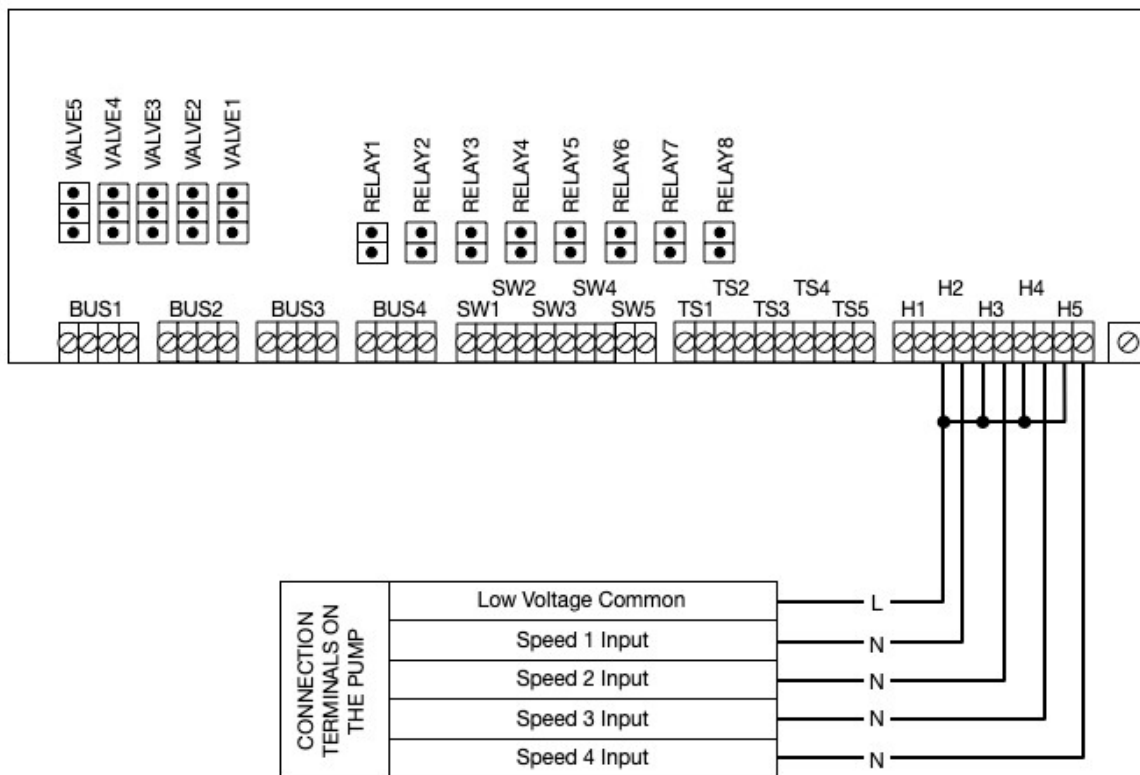 VALVE5
VALVE4
VALVE3
VALVE2
VALVE1
RELAY1
RELAY2
RELAY3
RELAY4
RELAY5
RELAY6
RELAY7
RELAY8
SW2 SW4 TS2 TS4 H2 H4
BUS1 BUS2 BUS3 BUS4 SW1 SW3 SW5 TS1 TS3 TS5 H1 H3 H5
CONNECTION
TERMINALS ON
THE PUMP
Low Voltage Common L
Speed 1 Input N
Speed 2 Input N
Speed 3 Input N
Speed 4 Input N